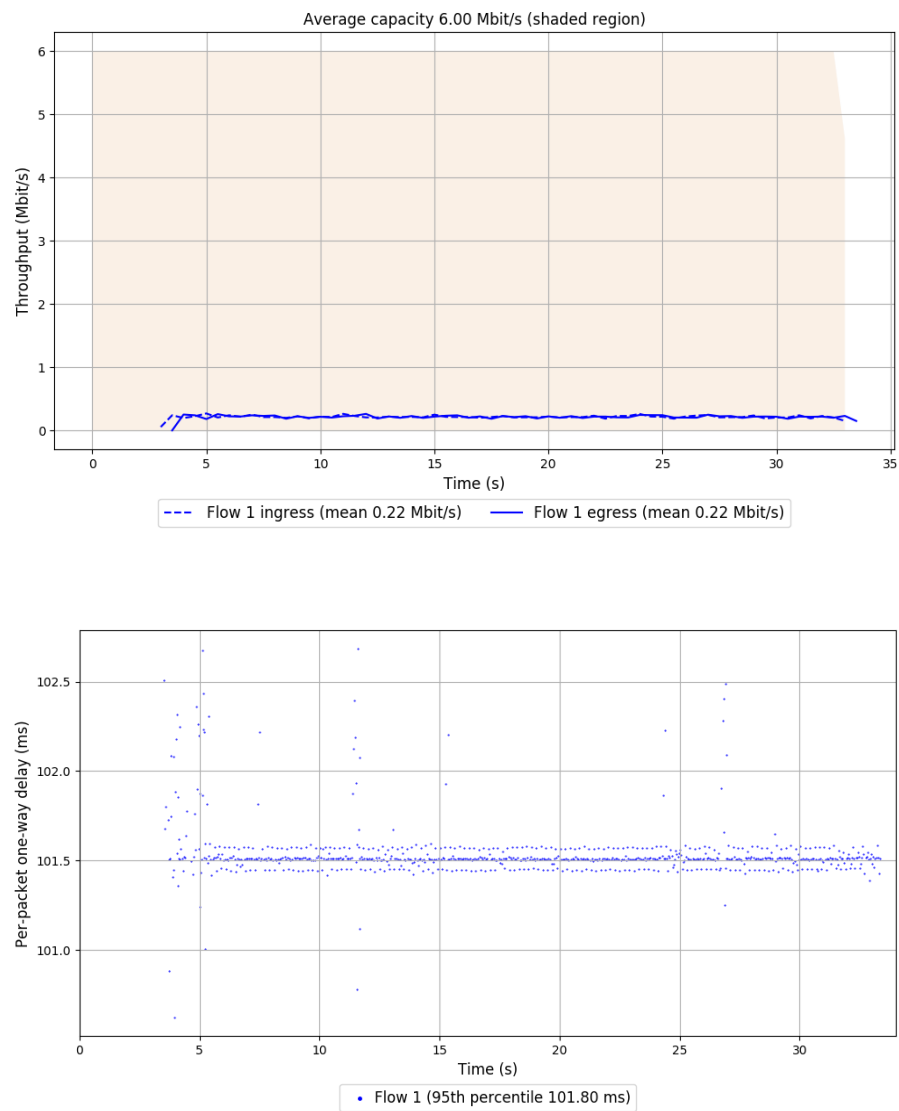 Average capacity 6.00 Mbit/s (shaded region)
Throughput (Mbit/s)
6
5
4
3
2
1
0
0 5 10 15 20 25 30 35
Time (s)
Flow 1 ingress (mean 0.22 Mbit/s) Flow 1 egress (mean 0.22 Mbit/s)
Per-packet one-way delay (ms)
102.5
102.0
101.5
101.0
0 5 10 15 20 25 30
Time (s)
Flow 1 (95th percentile 101.80 ms)